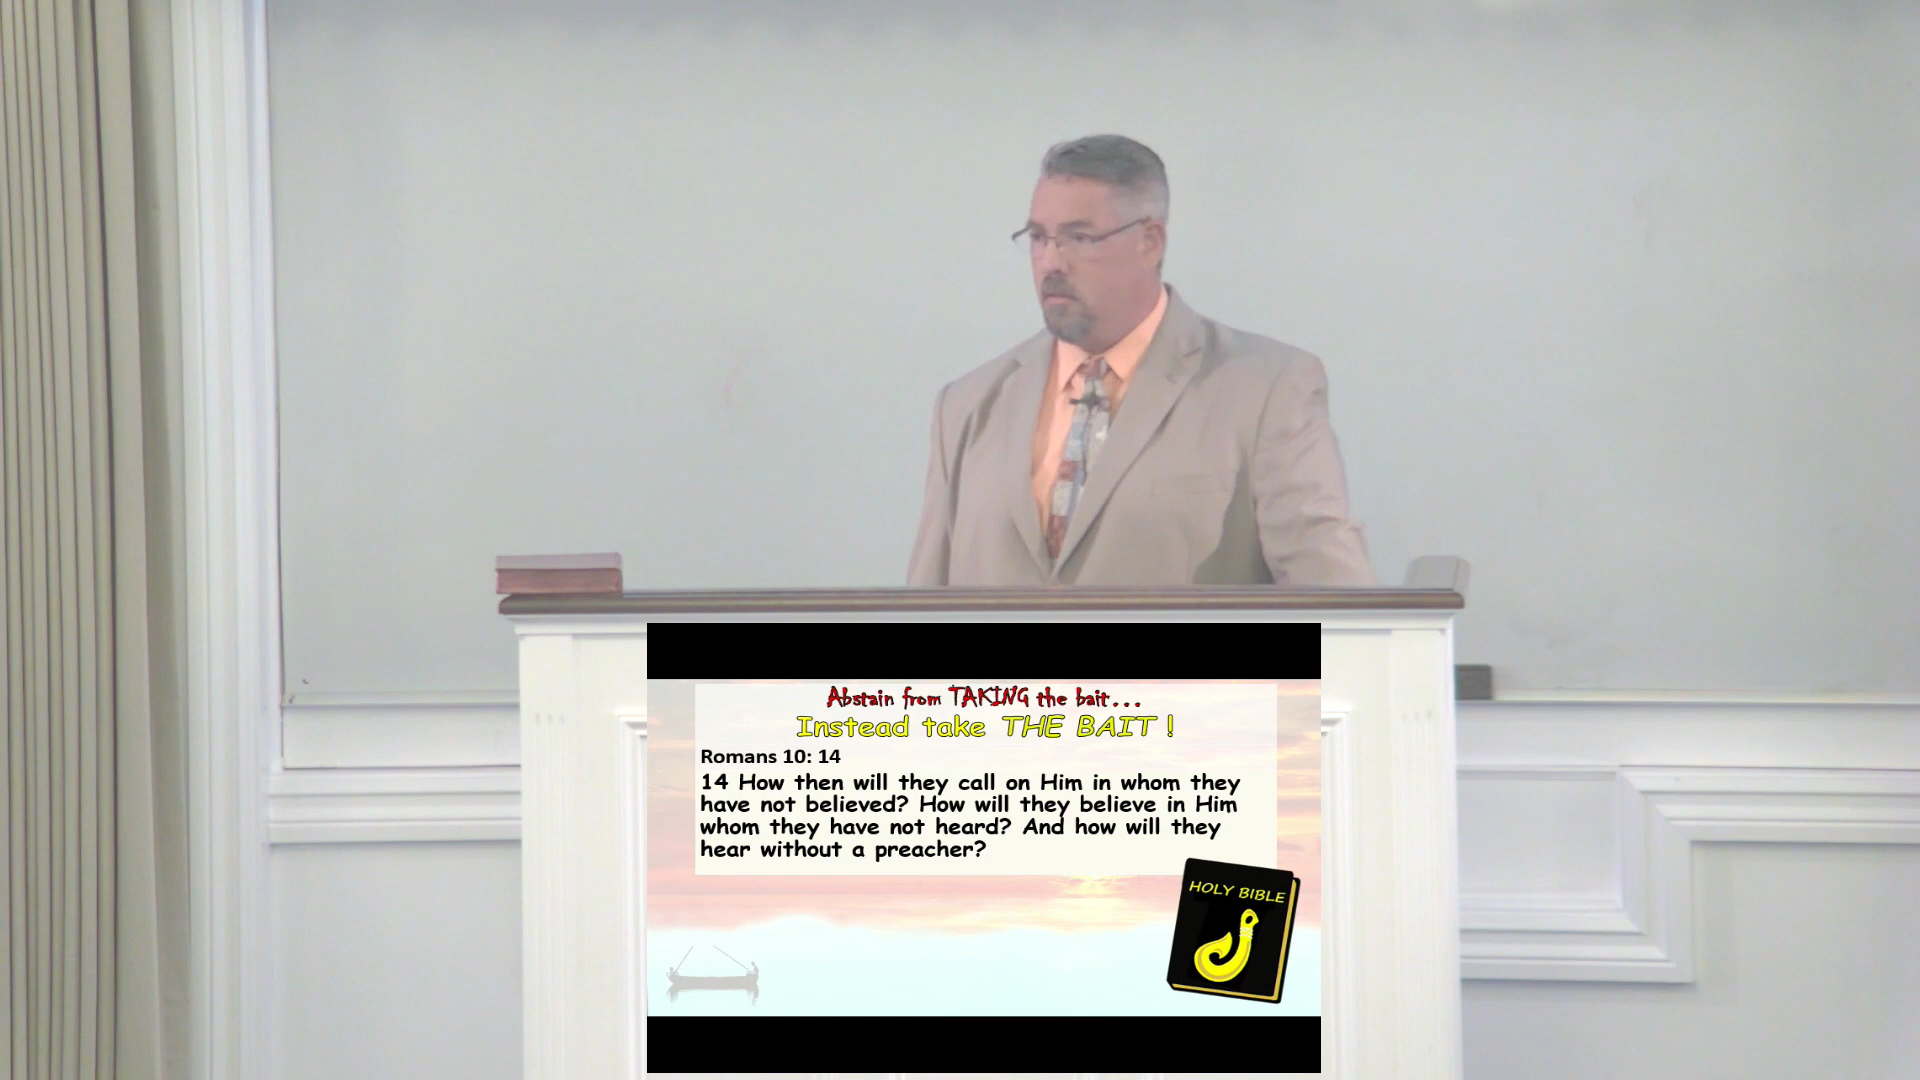 Abstain from TAKING the bait...
Instead take THE BAIT !
Romans 10: 14
14 How then will they call on Him in whom they
have not believed? How will they believe in Him
whom they have not heard? And how will they
hear without a preacher?
HOLY BIBLE